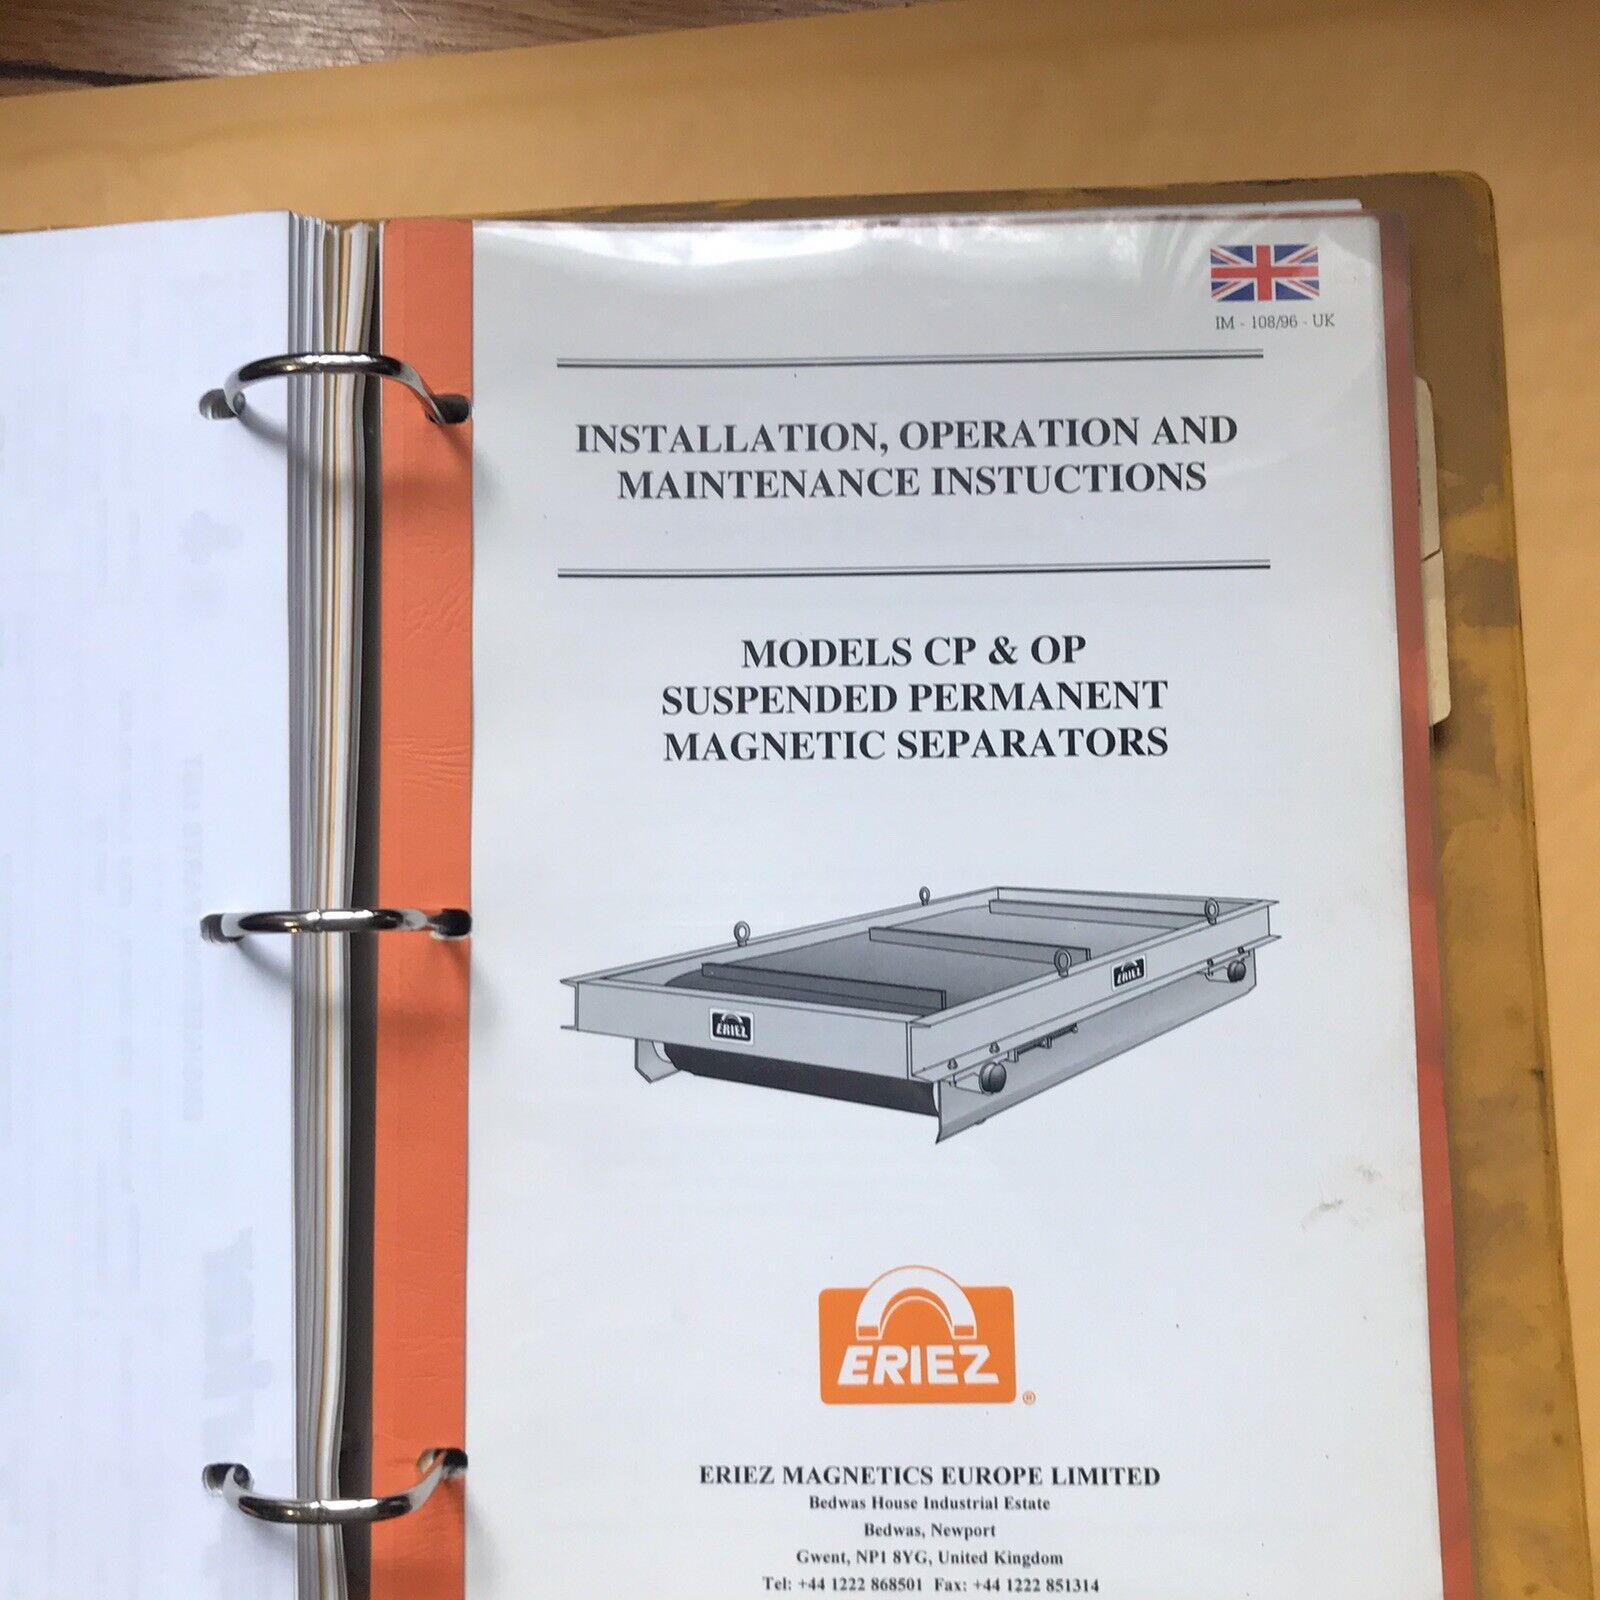 IM - 108/96 - UK
INSTALLATION, OPERATION AND
MAINTENANCE INSTUCTIONS
MODELS CP & OP
SUSPENDED PERMANENT
MAGNETIC SEPARATORS
ERIEZ
ERIEZ
ERIEZ
®
ERIEZ MAGNETICS EUROPE LIMITED
Bedwas House Industrial Estate
Bedwas, Newport
Gwent, NP1 8YG, United Kingdom
Tel: +44 1222 868501 Fax: +44 1222 851314